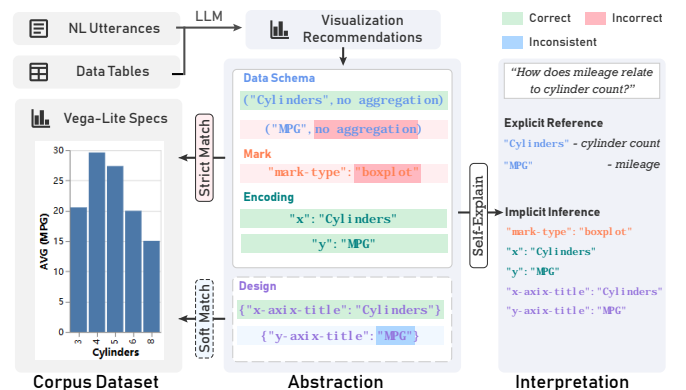 NL Utterances
LLM
Visualization
Recommendations
Correct
Incorrect
Inconsistent
Data Tables
Vega-Lite Specs
30
25
20
15
10
5
0
AVG (MPG)
3
4
5
6
8
Cylinders
Corpus Dataset
Strict Match
Soft Match
Data Schema
("Cylinders", no aggregation)
("MPG", no aggregation)
Mark
"mark-type": "boxplot"
Encoding
"x": "Cylinders"
"y": "MPG"
Design
{"x-axix-title": "Cylinders"}
{"y-axix-title": "MPG"}
Abstraction
Self-Explain
“How does mileage relate
to cylinder count?”
Explicit Reference
"Cylinders" - cylinder count
"MPG" - mileage
Implicit Inference
"mark-type": "boxplot"
"x": "Cylinders"
"y": "MPG"
"x-axix-title": "Cylinders"
"y-axix-title": "MPG"
Interpretation